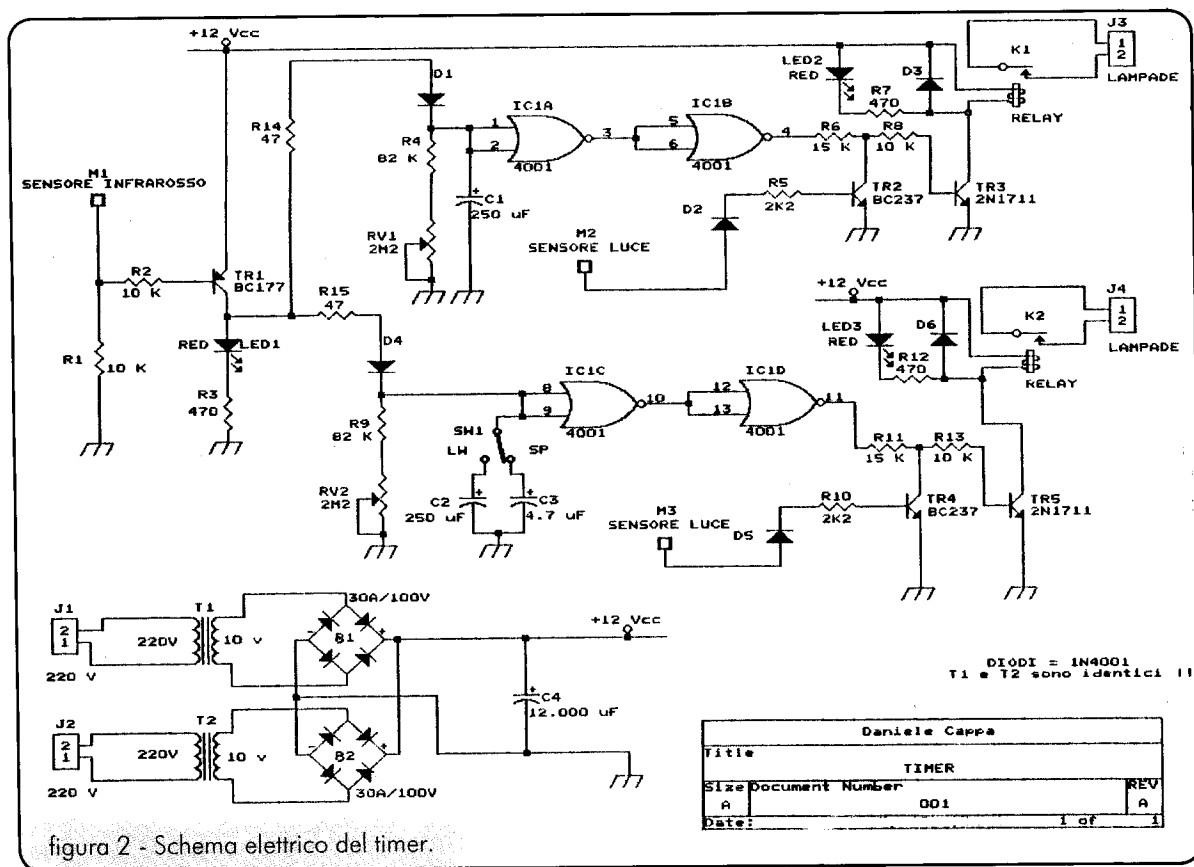 +12 Vcc
M1
SENSORE INFRAROSSO
R1
10 K
R2
10 K
TR1
BC177
RED LED1
R3
470
R14
47
R15
47
D1
R4
82 K
RV1
2M2
C1
250 uF
+
IC1A
1
2
3
4001
IC1B
5
6
4
4001
R6
15 K
R8
10 K
R5
2K2
D2
M2
SENSORE LUCE
TR2
BC237
TR3
2N1711
LED2
RED
R7
470
D3
K1
RELAY
J3
1
2
LAMPADE
D4
R9
82 K
RV2
2M2
SW1
LW
SP
C2
250 uF
+
C3
4.7 uF
+
IC1C
8
9
10
4001
IC1D
12
13
11
4001
R11
15 K
R13
10 K
R10
2K2
D5
M3
SENSORE LUCE
TR4
BC237
TR5
2N1711
+12 Vcc
LED3
RED
R12
470
D6
K2
RELAY
J4
1
2
LAMPADE
J1
2
1
220 V
T1
220V
10 v
30A/100V
B1
-
+
J2
2
1
220 V
T2
220V
10 v
B2
-
+
30A/100V
+12 Vcc
+
C4
12.000 uF
DIODI = 1N4001
T1 e T2 sono identici !!
Daniele Cappa
Title
TIMER
Size Document Number REV
A 001 A
Date: 1 of 1
figura 2 - Schema elettrico del timer.